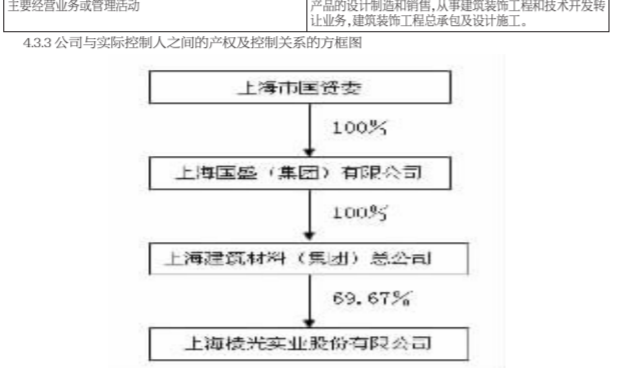 主要经营业务或管理活动
产品的设计制造和销售,从事建筑装饰工程和技术开发转
让业务,建筑装饰工程总承包及设计施工。
4.3.3 公司与实际控制人之间的产权及控制关系的方框图
上海市国资委
100%
上海国盛（集团）有限公司
100%
上海建筑材料（集团）总公司
69.67%
上海棱光实业股份有限公司